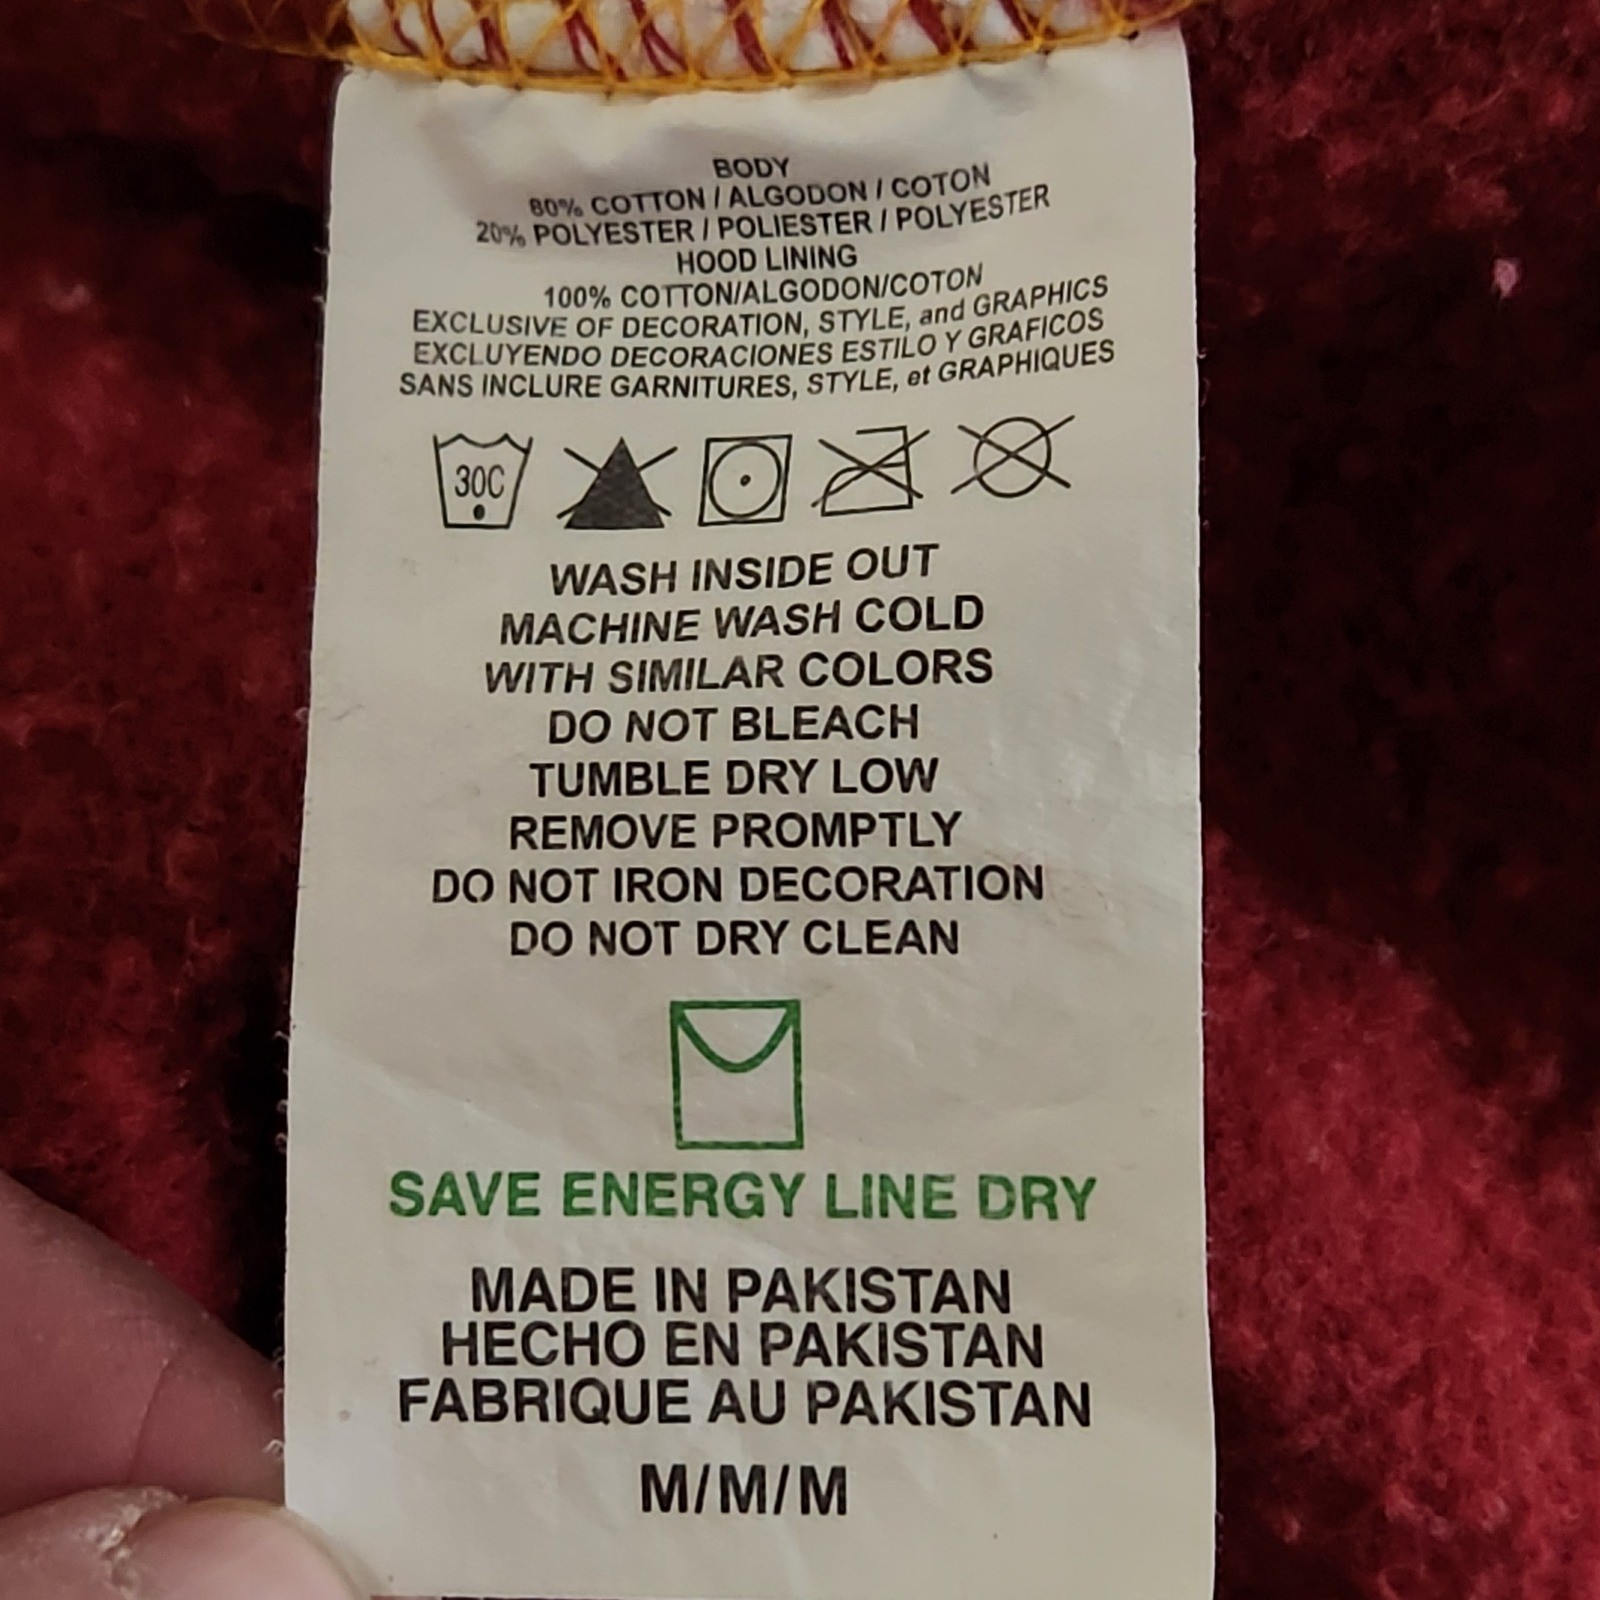 BODY
80% COTTON / ALGODON / COTON
20% POLYESTER / POLIESTER / POLYESTER
HOOD LINING
100% COTTON/ALGODON/COTON
EXCLUSIVE OF DECORATION, STYLE, and GRAPHICS
EXCLUYENDO DECORACIONES ESTILO Y GRAFICOS
SANS INCLURE GARNITURES, STYLE, et GRAPHIQUES
30C
WASH INSIDE OUT
MACHINE WASH COLD
WITH SIMILAR COLORS
DO NOT BLEACH
TUMBLE DRY LOW
REMOVE PROMPTLY
DO NOT IRON DECORATION
DO NOT DRY CLEAN
SAVE ENERGY LINE DRY
MADE IN PAKISTAN
HECHO EN PAKISTAN
FABRIQUE AU PAKISTAN
M/M/M